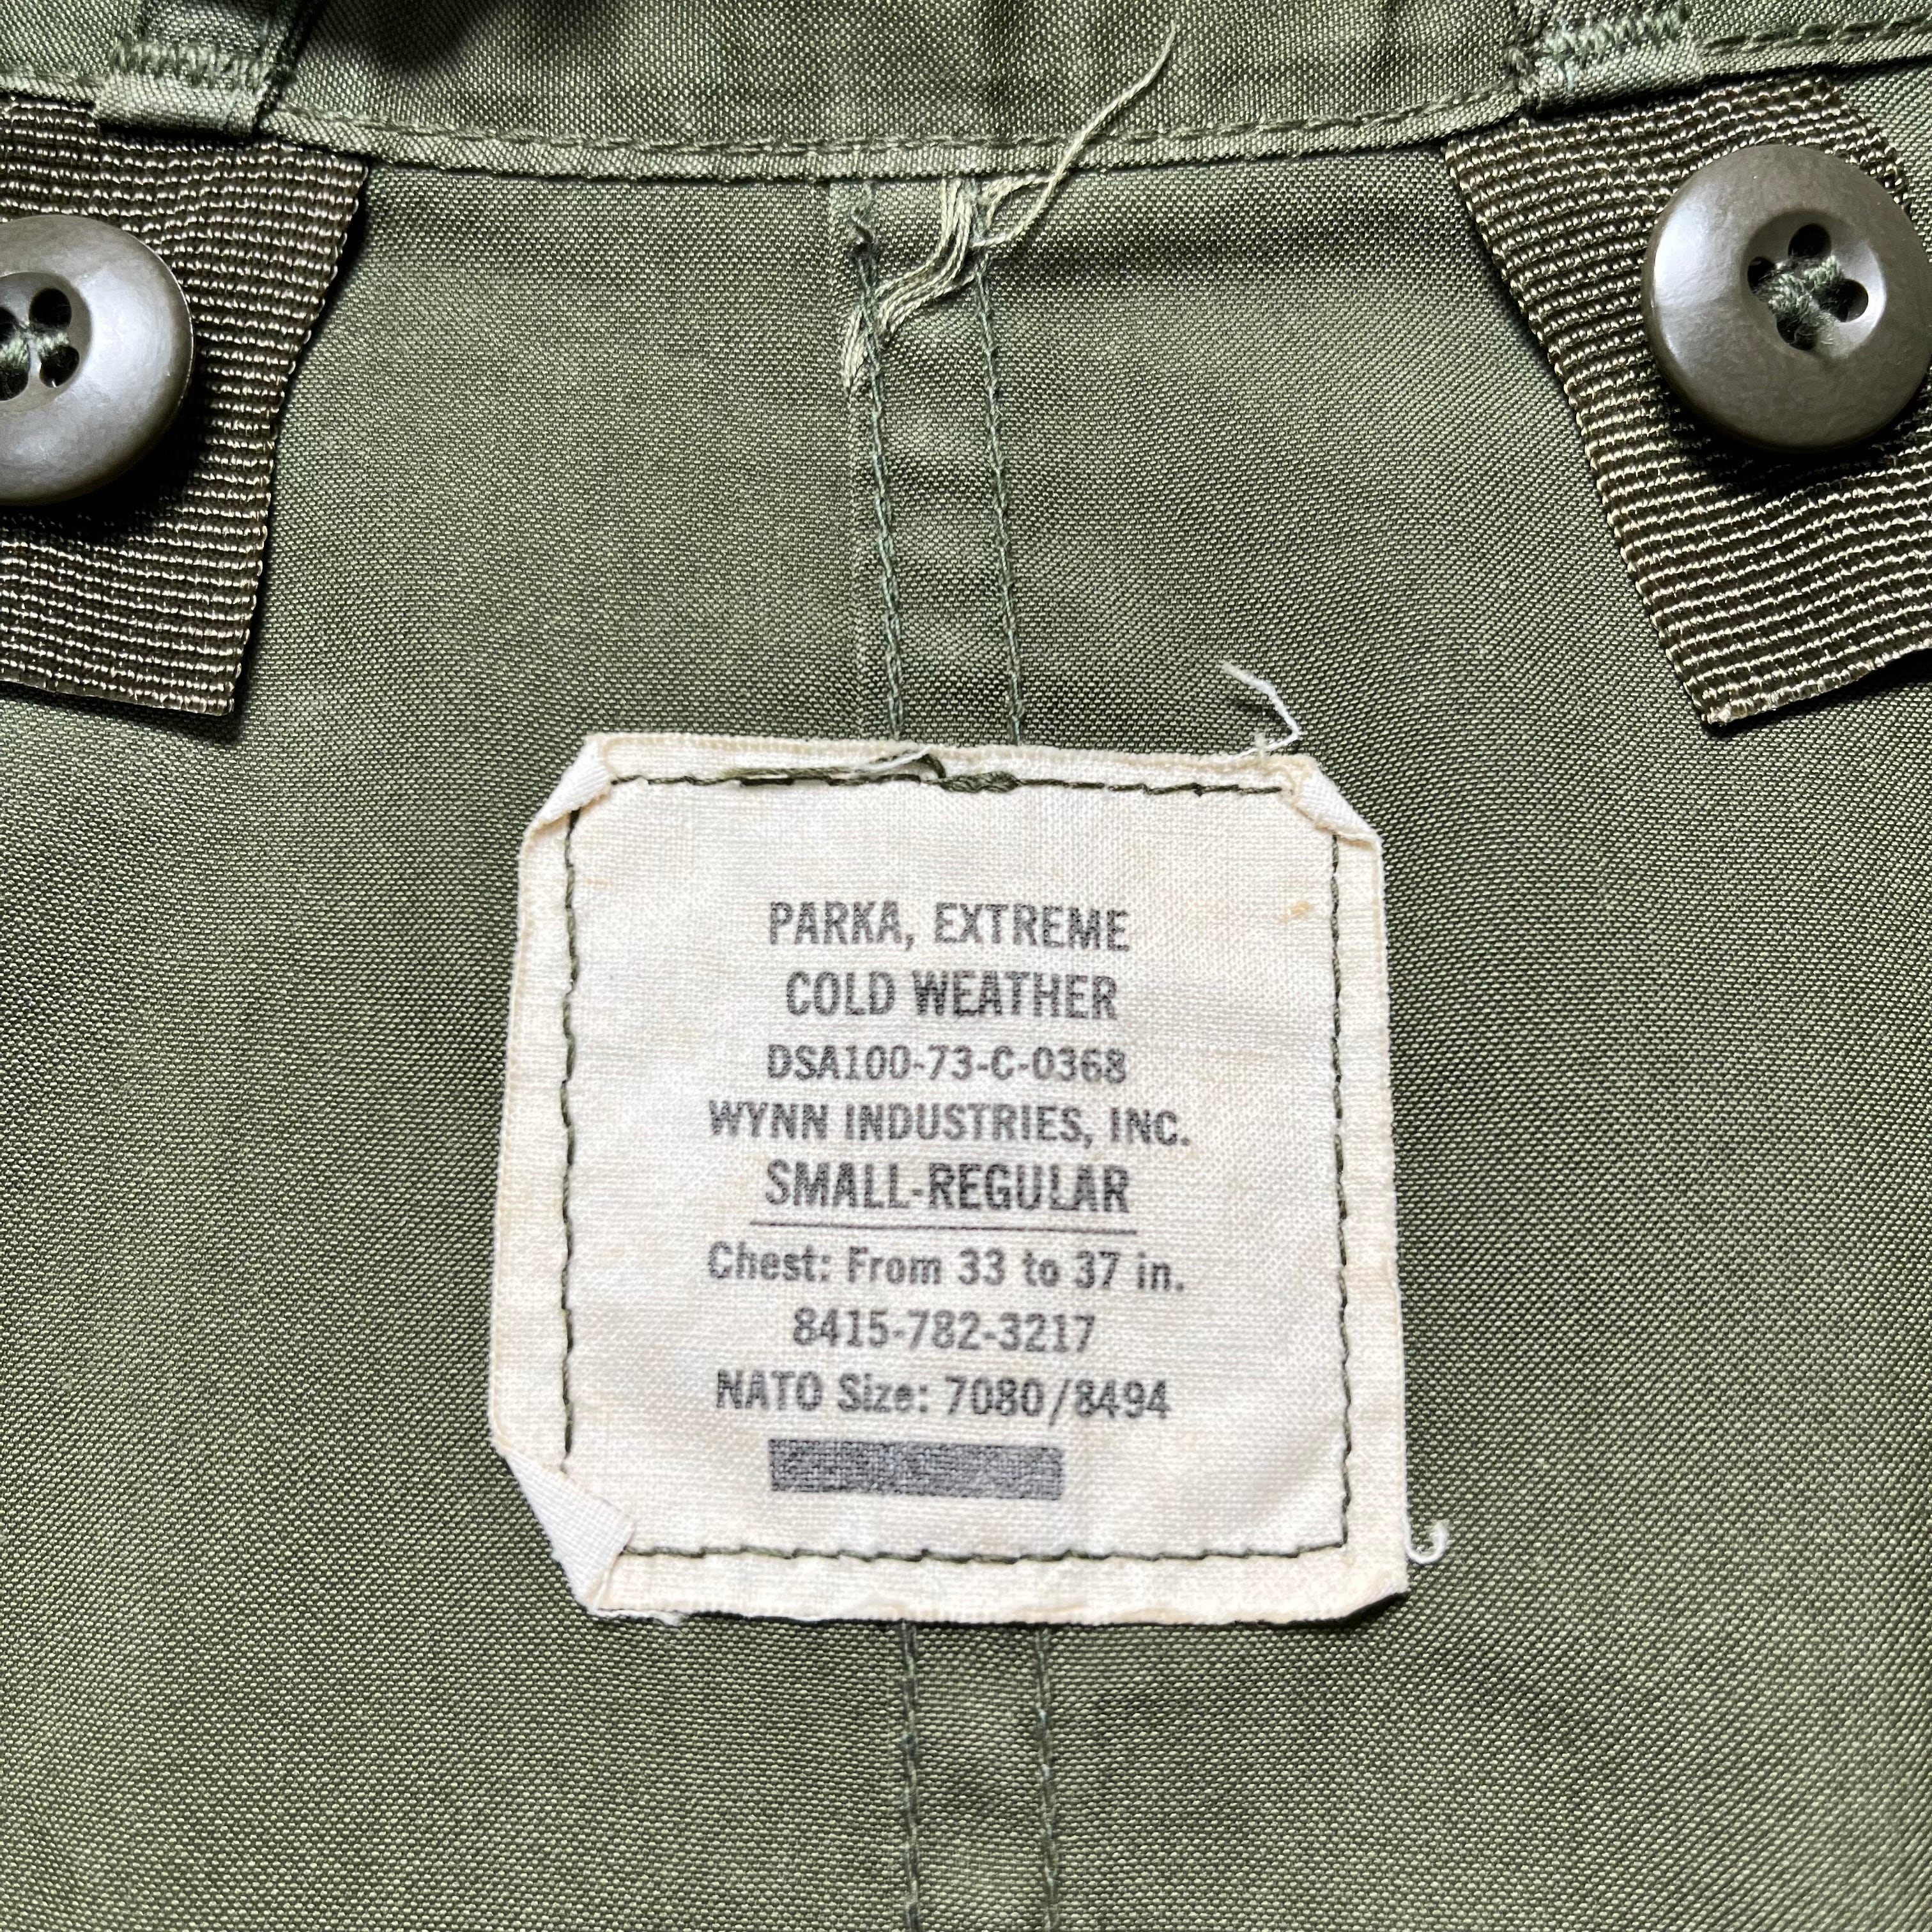 PARKA, EXTREME
COLD WEATHER
DSA100-73-C-0368
WYNN INDUSTRIES, INC.
SMALL-REGULAR
Chest: From 33 to 37 in.
8415-782-3217
NATO Size: 7080/8494